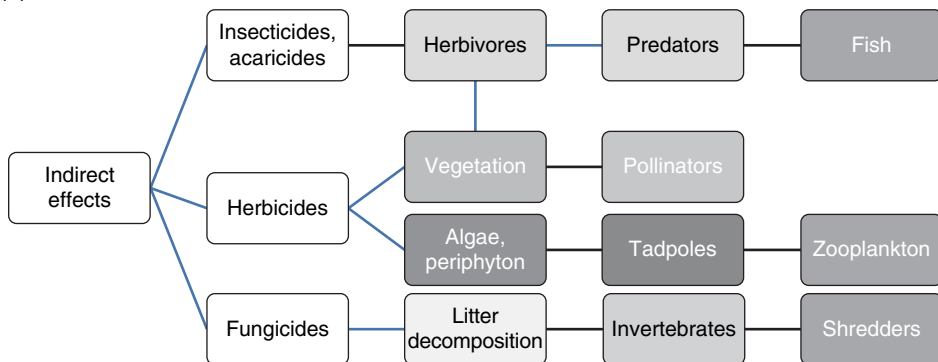 Insecticides,
acaricides
Herbivores
Predators
Fish
Indirect
effects
Herbicides
Vegetation
Pollinators
Algae,
periphyton
Tadpoles
Zooplankton
Fungicides
Litter
decomposition
Invertebrates
Shredders